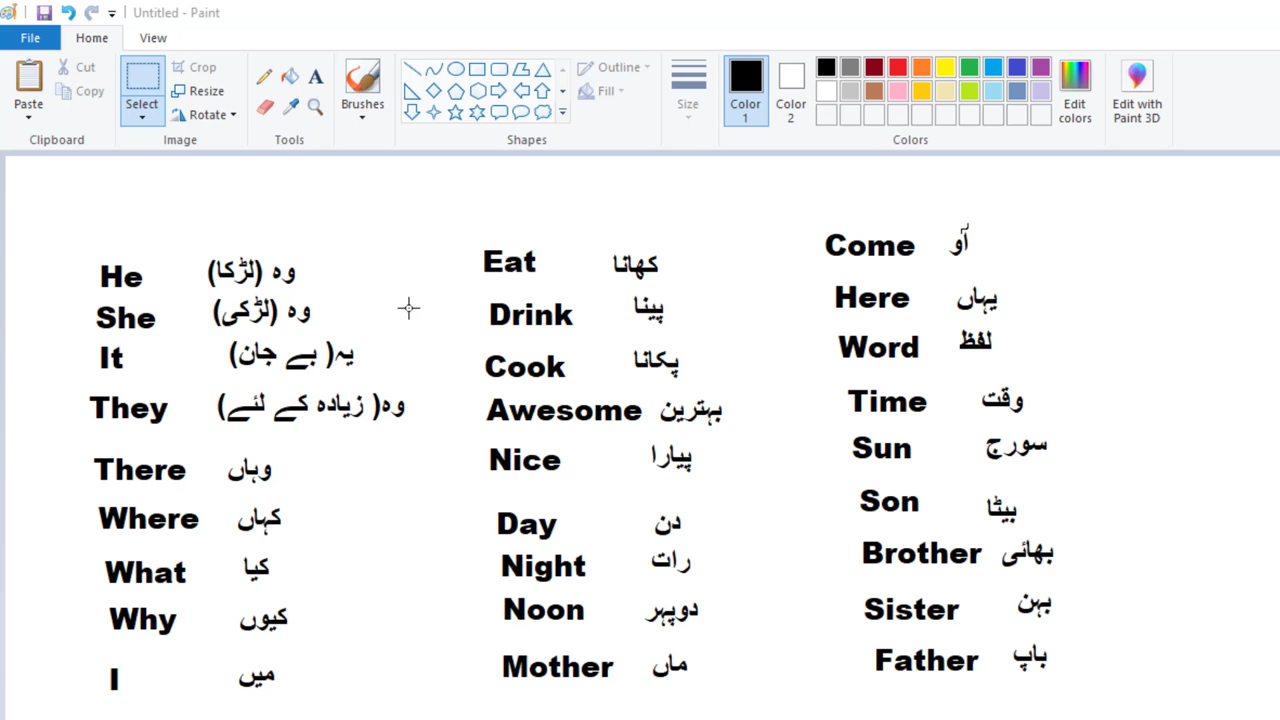 Untitled - Paint
File Home View
Paste
Cut
Copy
Clipboard
Select
Crop
Resize
Rotate
Image
Tools
Brushes
Shapes
Outline
Fill
Size
Color 1
Color 2
Colors
Edit colors
Edit with Paint 3D
He وہ (لڑکا)
She وہ (لڑکی)
It یہ( بے جان)
They وہ( زیادہ کے لئے)
There وہاں
Where کہاں
What کیا
Why کیوں
I میں
Eat کھانا
Drink پینا
Cook پکانا
Awesome بہترین
Nice پیارا
Day دن
Night رات
Noon دوپہر
Mother ماں
Come آو
Here یہاں
Word لفظ
Time وقت
Sun سورج
Son بیٹا
Brother بھائی
Sister بہن
Father باپ